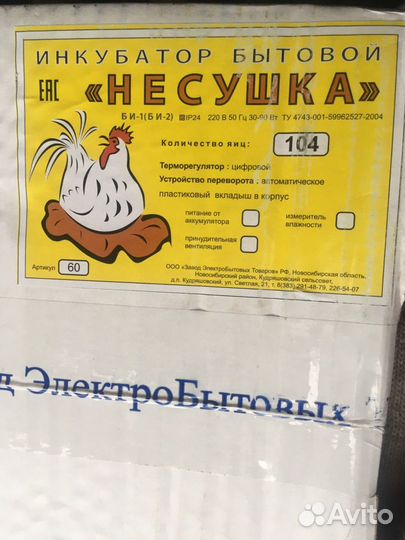 ИНКУБАТОР БЫТОВОЙ
ЕАС «НЕСУШКА»
БИ-1(БИ-2) IP24 220 В 50 Гц 30-90 Вт ТУ 4743-001-59962527-2004
Количество яиц: 104
Терморегулятор : цифровой
Устройство переворота : автоматическое
пластиковый вкладыш в корпус
питание от
аккумулятора
измеритель
влажности
принудительная
вентиляция
Артикул 60
ООО «Завод ЭлектроБытовых Товаров» РФ, Новосибирская область,
Новосибирский район, Кудряшовский сельсовет,
д.п. Кудряшовский, ул. Светлая, 21, т. 8(383) 291-48-79, 226-54-07
д ЭлектроБытовых
Avito